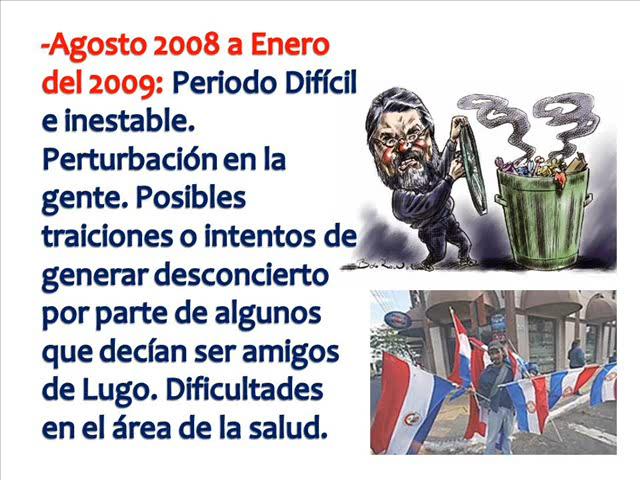 -Agosto 2008 a Enero
del 2009: Periodo Difícil
e inestable.
Perturbación en la
gente. Posibles
traiciones o intentos de
generar desconcierto
por parte de algunos
que decían ser amigos
de Lugo. Dificultades
en el área de la salud.